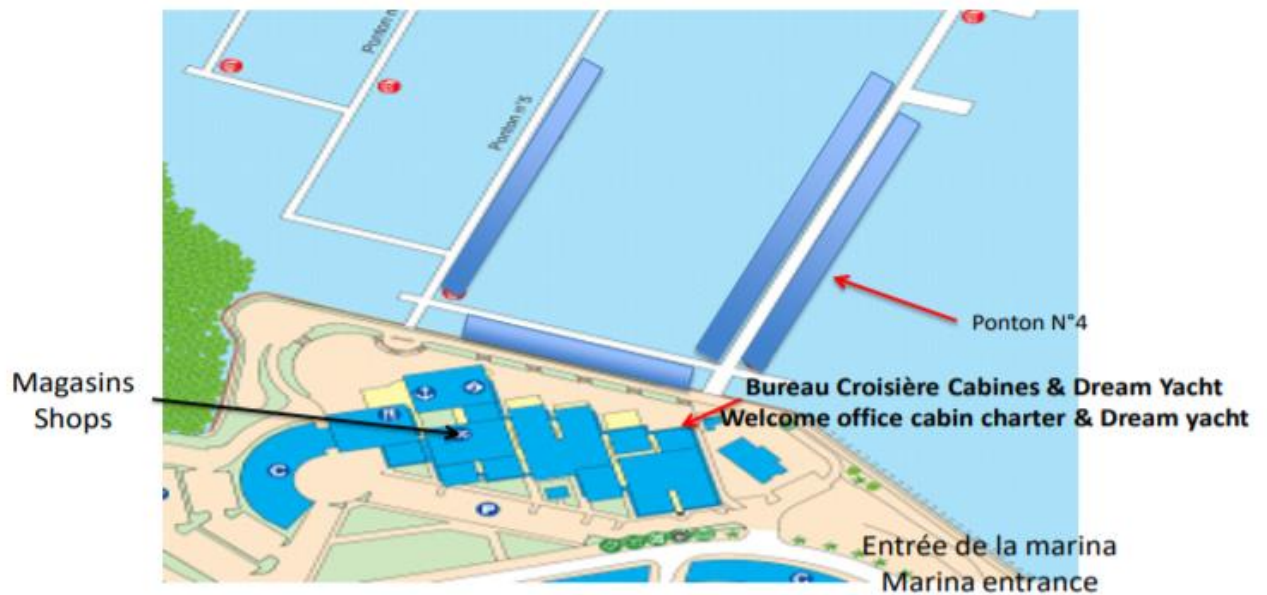 Ponton n
Ponton n°5
Ponton N°4
Magasins
Shops
Bureau Croisière Cabines & Dream Yacht
Welcome office cabin charter & Dream yacht
C
P
Entrée de la marina
Marina entrance
C